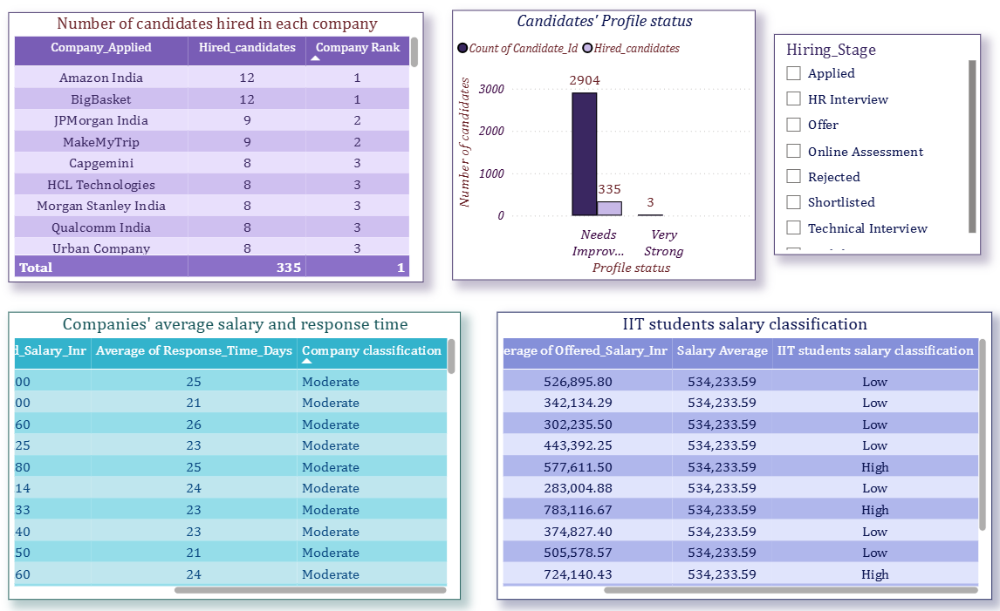 Number of candidates hired in each company
Company_Applied Hired_candidates Company Rank
Amazon India 12 1
BigBasket 12 1
JPMorgan India 9 2
MakeMyTrip 9 2
Capgemini 8 3
HCL Technologies 8 3
Morgan Stanley India 8 3
Qualcomm India 8 3
Urban Company 8 3
Total 335 1
Candidates' Profile status
Count of Candidate_Id Hired_candidates
Number of candidates
3000
2000
1000
0
2904
335
3
Needs Improv...
Very Strong
Profile status
Hiring_Stage
Applied
HR Interview
Offer
Online Assessment
Rejected
Shortlisted
Technical Interview
Companies' average salary and response time
d_Salary_Inr Average of Response_Time_Days Company classification
00 25 Moderate
00 21 Moderate
60 26 Moderate
25 23 Moderate
80 25 Moderate
14 24 Moderate
33 23 Moderate
40 23 Moderate
50 21 Moderate
60 24 Moderate
IIT students salary classification
erage of Offered_Salary_Inr Salary Average IIT students salary classification
526,895.80 534,233.59 Low
342,134.29 534,233.59 Low
302,235.50 534,233.59 Low
443,392.25 534,233.59 Low
577,611.50 534,233.59 High
283,004.88 534,233.59 Low
783,116.67 534,233.59 High
374,827.40 534,233.59 Low
505,578.57 534,233.59 Low
724,140.43 534,233.59 High